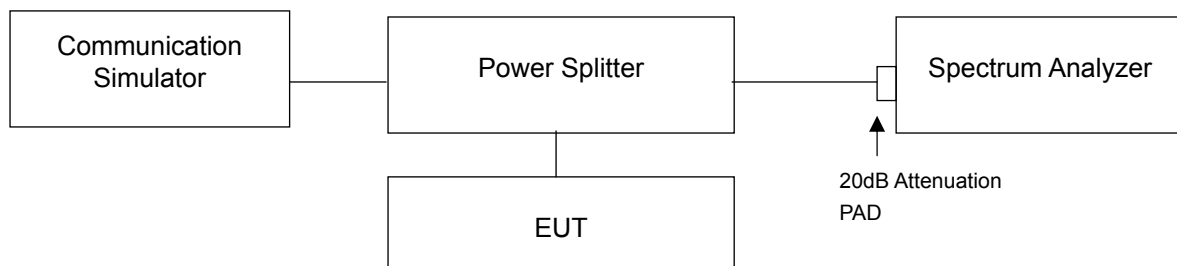 Communication
Simulator
Power Splitter
Spectrum Analyzer
20dB Attenuation
PAD
EUT